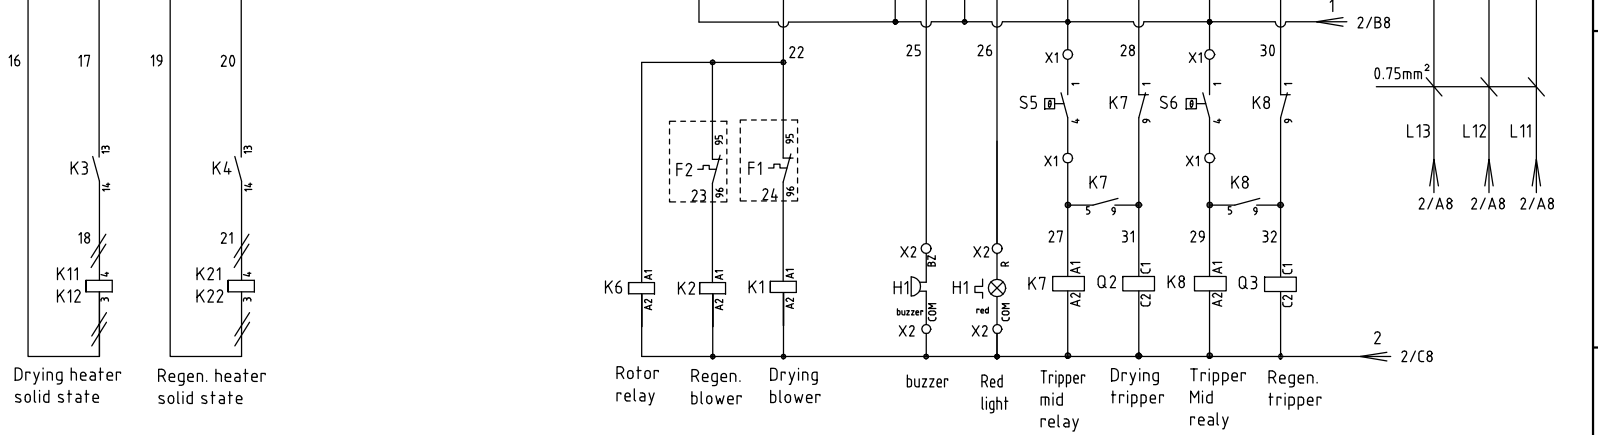 1
2/B8
16
17
19
20
22
25
26
28
30
X1
X1
0.75mm²
1
1
1
1
S5
K7
S6
K8
4
9
4
9
L13
L12
L11
13
K3
14
13
K4
14
95
F2
96
23
95
F1
96
24
X1
X1
K7
5
9
K8
5
9
2/A8
2/A8
2/A8
18
21
27
31
29
32
X2
BZ
X2
R
K11
K12
4
3
K21
K22
4
3
K6
A1
A2
K2
A1
A2
K1
A1
A2
H1
buzzer
COM
X2
H1
red
COM
X2
K7
A1
A2
Q2
C1
C2
K8
A1
A2
Q3
C1
C2
2
2/C8
Drying heater
solid state
Regen. heater
solid state
Rotor
relay
Regen.
blower
Drying
blower
buzzer
Red
light
Tripper
mid
relay
Drying
tripper
Tripper
Mid
realy
Regen.
tripper